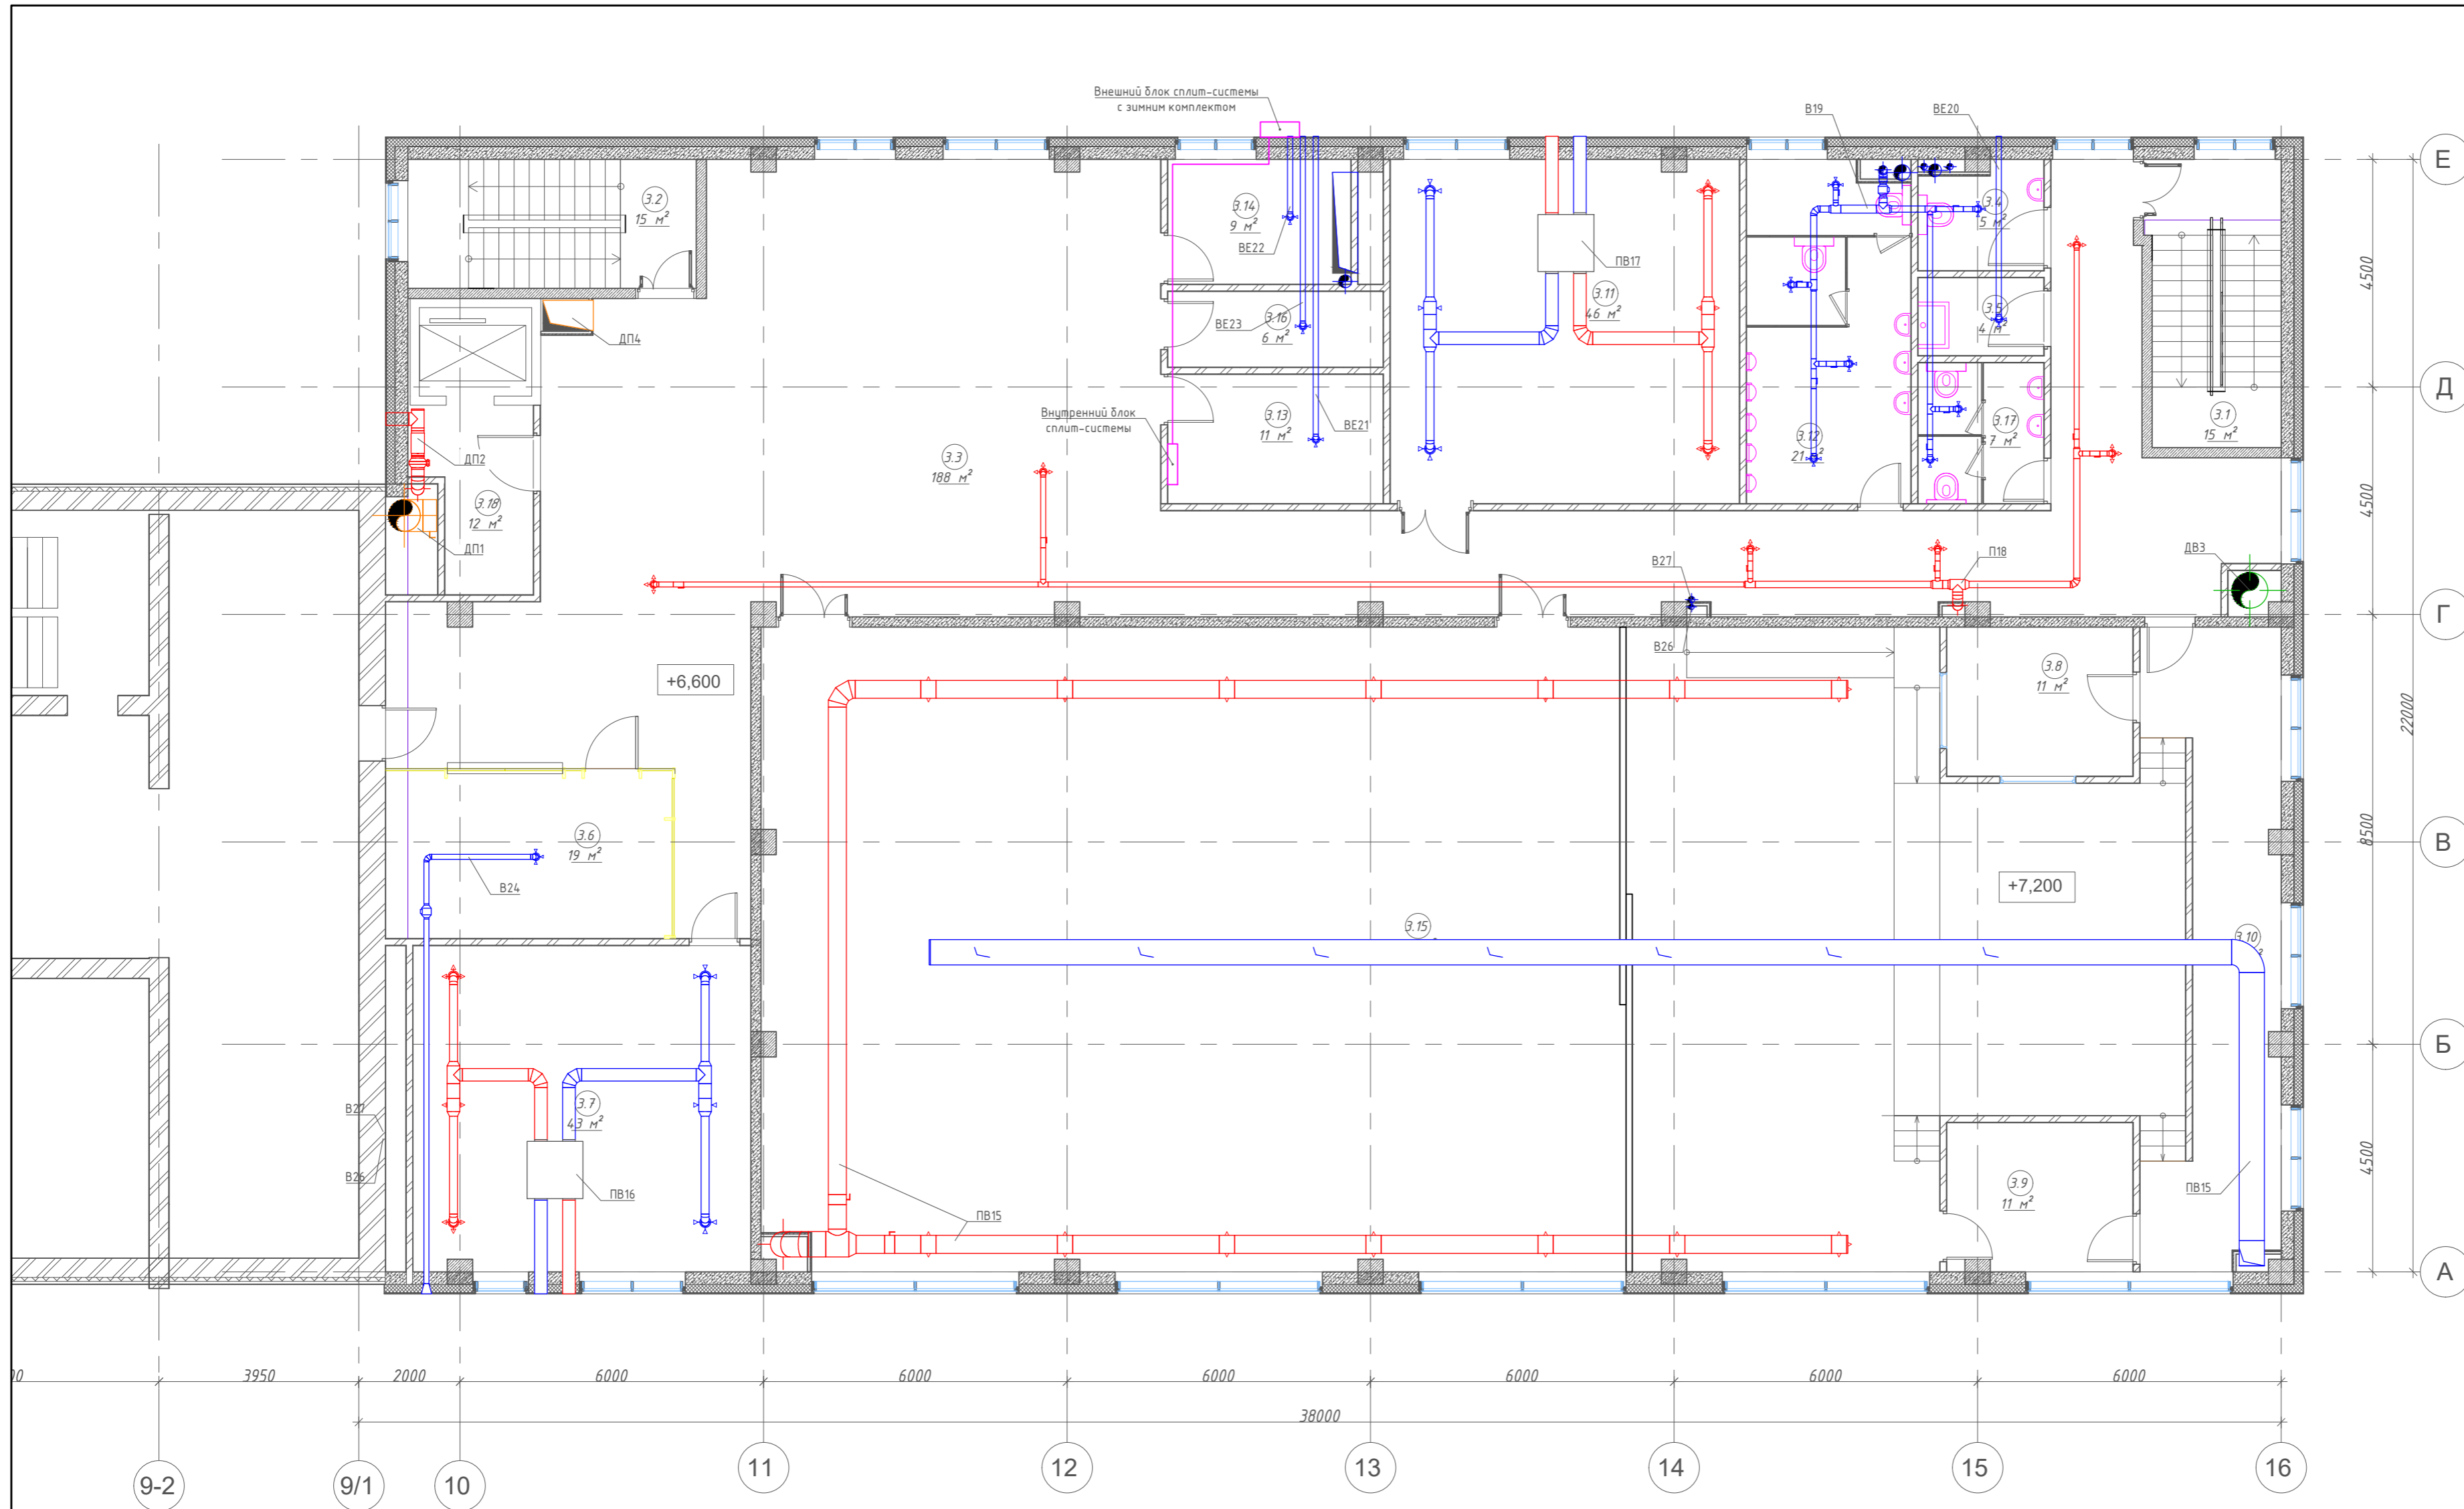 Внешний блок сплит-системы
с зимним комплектом
В19
ВЕ20
Е
3.2
15 м²
3.14
9 м²
ВЕ22
ПВ17
3.4
5 м²
4500
ДП4
ВЕ23
3.16
6 м²
3.11
46 м²
3.5
4 м²
Д
Внутренний блок
сплит-системы
3.13
11 м²
ВЕ21
3.12
3.17
7 м²
3.1
15 м²
ДП2
3.3
188 м²
3.18
12 м²
4500
ДП1
В27
П18
ДВ3
Г
В26
+6,600
3.8
11 м²
22000
3.6
19 м²
В24
8500
В
+7,200
3.15
3.10
Б
В27
3.7
43 м²
В26
ПВ16
ПВ15
3.9
11 м²
ПВ15
4500
А
3950
2000
6000
6000
6000
6000
6000
6000
38000
9-2
9/1
10
11
12
13
14
15
16